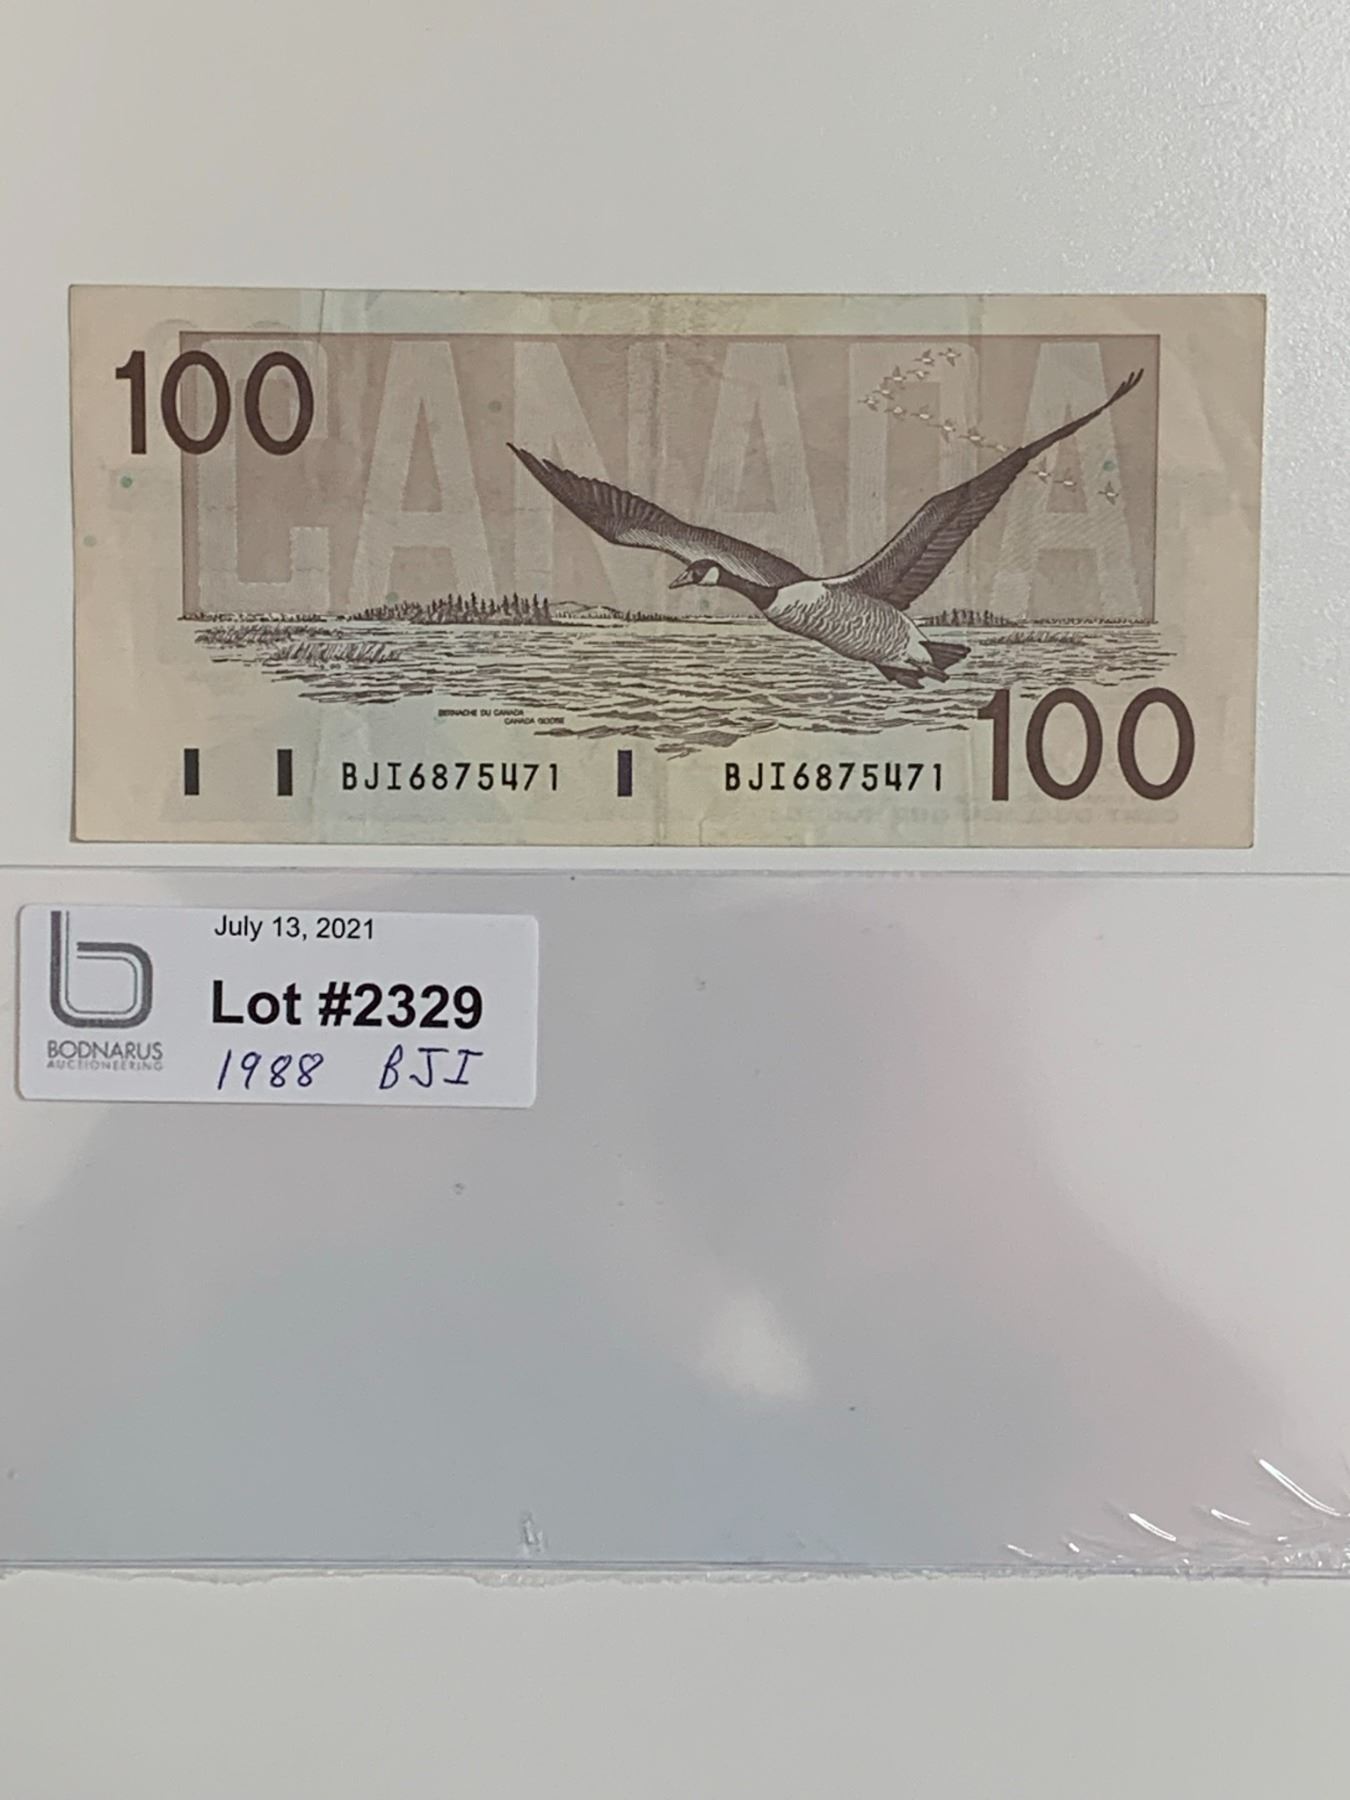 CANADA
100
BERNACHE DU CANADA
CANADA GOOSE
100
BJI6875471 BJI6875471
July 13, 2021
Lot #2329
1988 BJI
b
BODNARUS
AUCTIONEERING